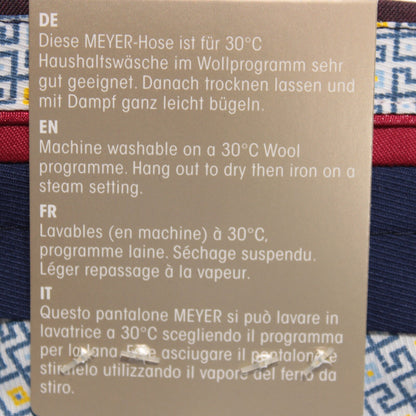 DE
Diese MEYER-Hose ist für 30°C
Haushaltswäsche im Wollprogramm sehr
gut geeignet. Danach trocknen lassen und
mit Dampf ganz leicht bügeln.
EN
Machine washable on a 30°C Wool
programme. Hang out to dry then iron on a
steam setting.
FR
Lavables (en machine) à 30°C,
programme laine. Séchage suspendu.
Léger repassage à la vapeur.
IT
Questo pantalone MEYER si può lavare in
lavatrice a 30°C scegliendo il programma
per lana asciugare il pantalone e
stirarlo utilizzando il vapore del ferro da
stiro.